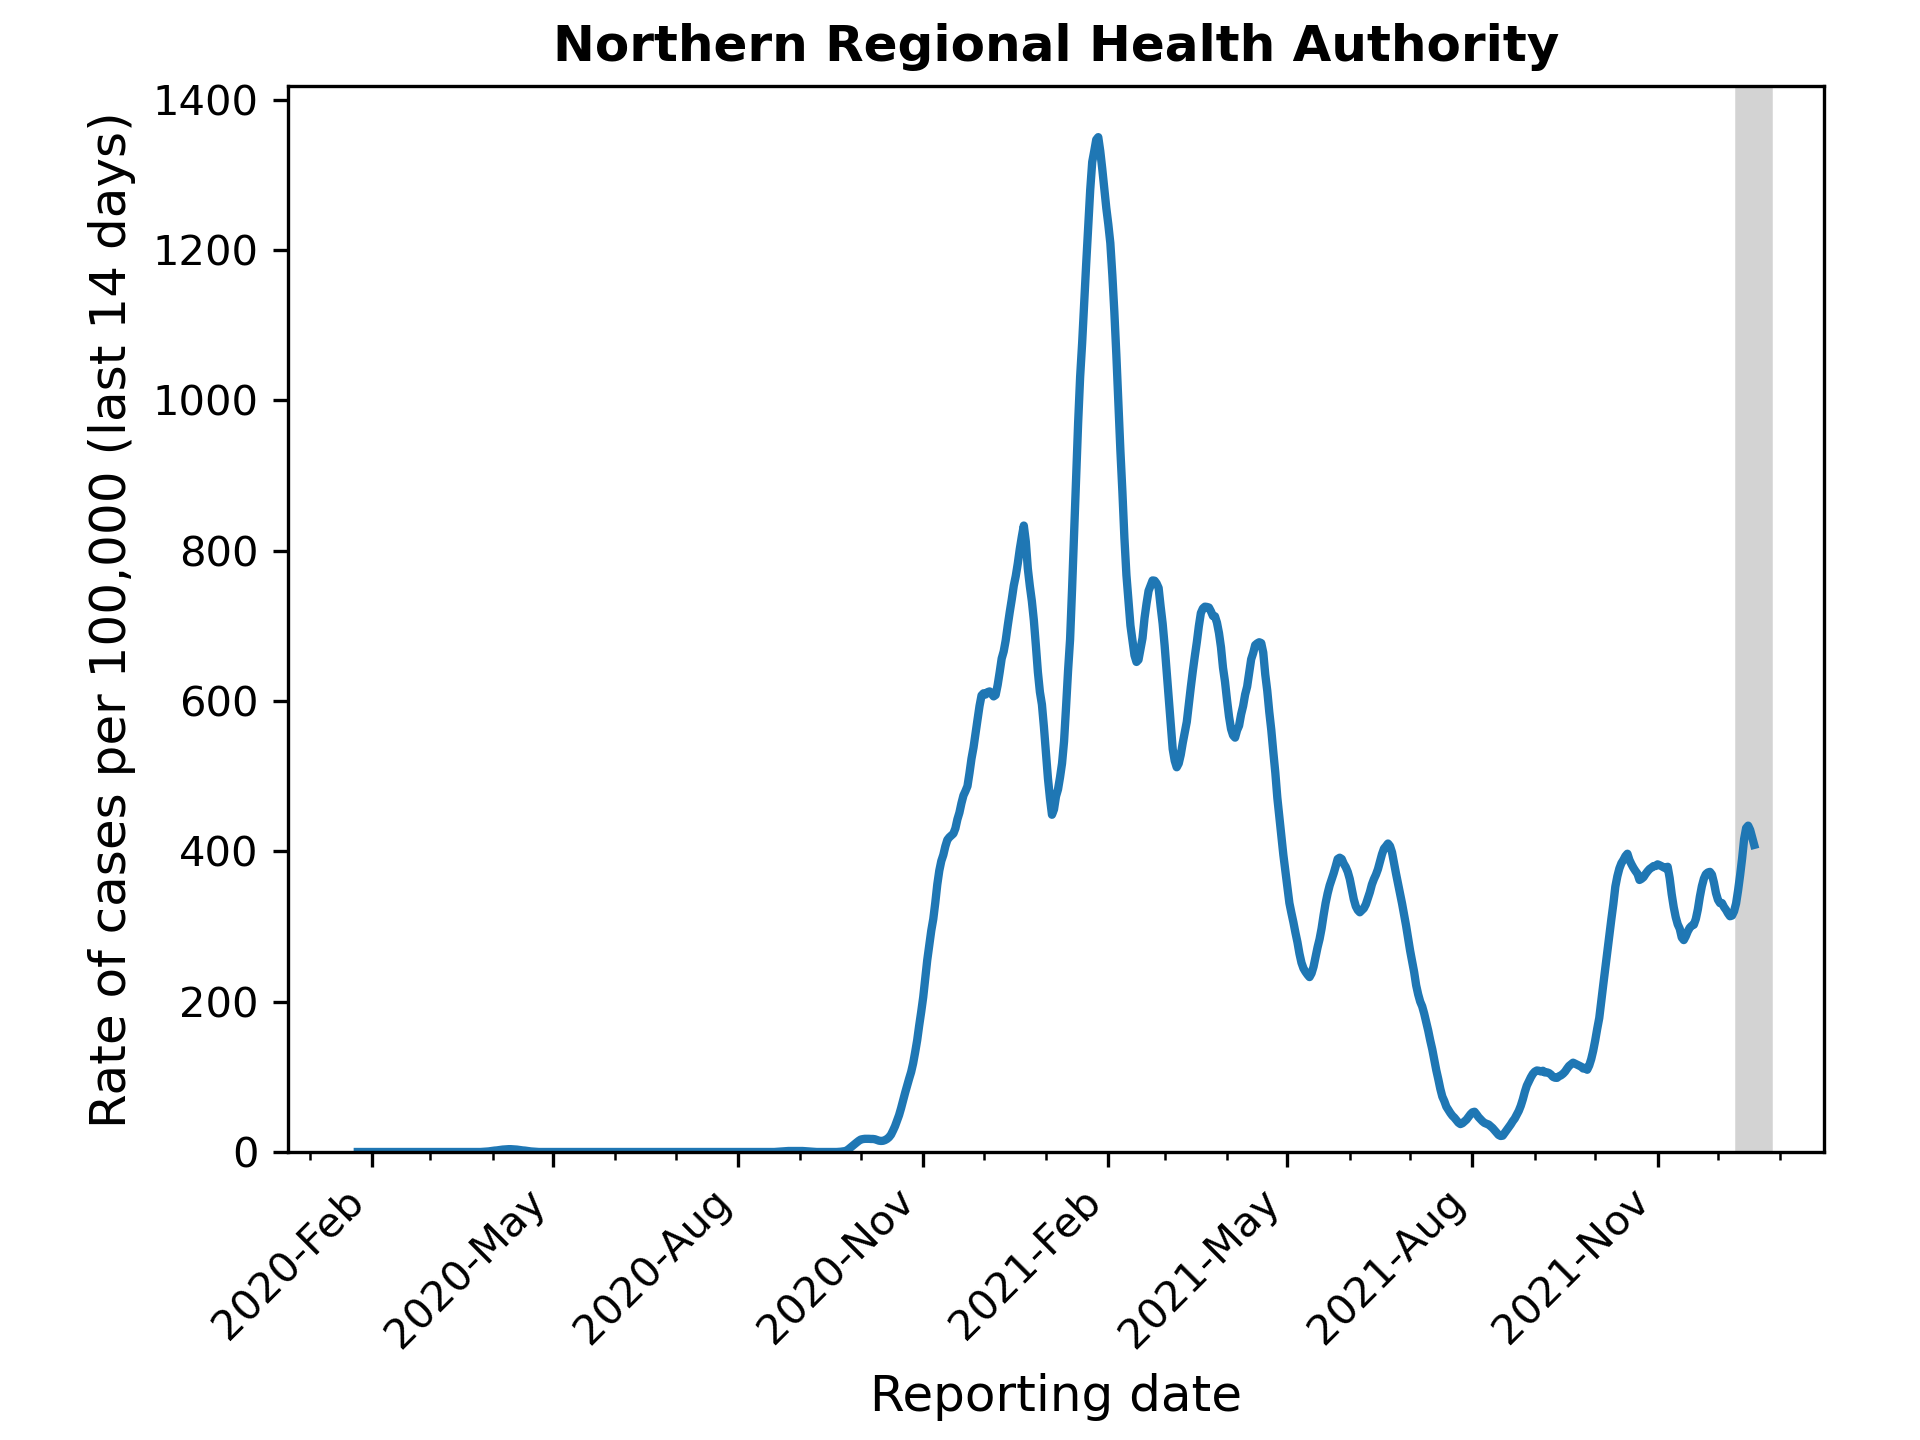 Northern Regional Health Authority
Rate of cases per 100,000 (last 14 days)
1400
1200
1000
800
600
400
200
0
2020-Feb
2020-May
2020-Aug
2020-Nov
2021-Feb
2021-May
2021-Aug
2021-Nov
Reporting date